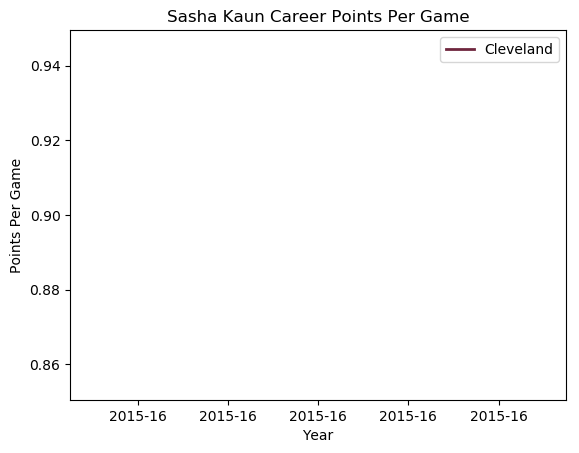 Sasha Kaun Career Points Per Game
Cleveland
0.94
0.92
0.90
0.88
0.86
Points Per Game
2015-16 2015-16 2015-16 2015-16 2015-16
Year